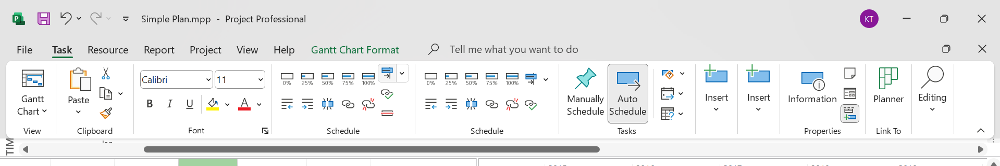 Simple Plan.mpp - Project Professional
KT
File Task Resource Report Project View Help Gantt Chart Format Tell me what you want to do
Gantt Chart
View
Paste
Clipboard
Calibri 11
B I U A
Font
0% 25% 50% 75% 100%
Schedule
0% 25% 50% 75% 100%
Schedule
Manually Schedule
Auto Schedule
Tasks
Insert
Insert
Information
Properties
Planner
Link To
Editing
TIM